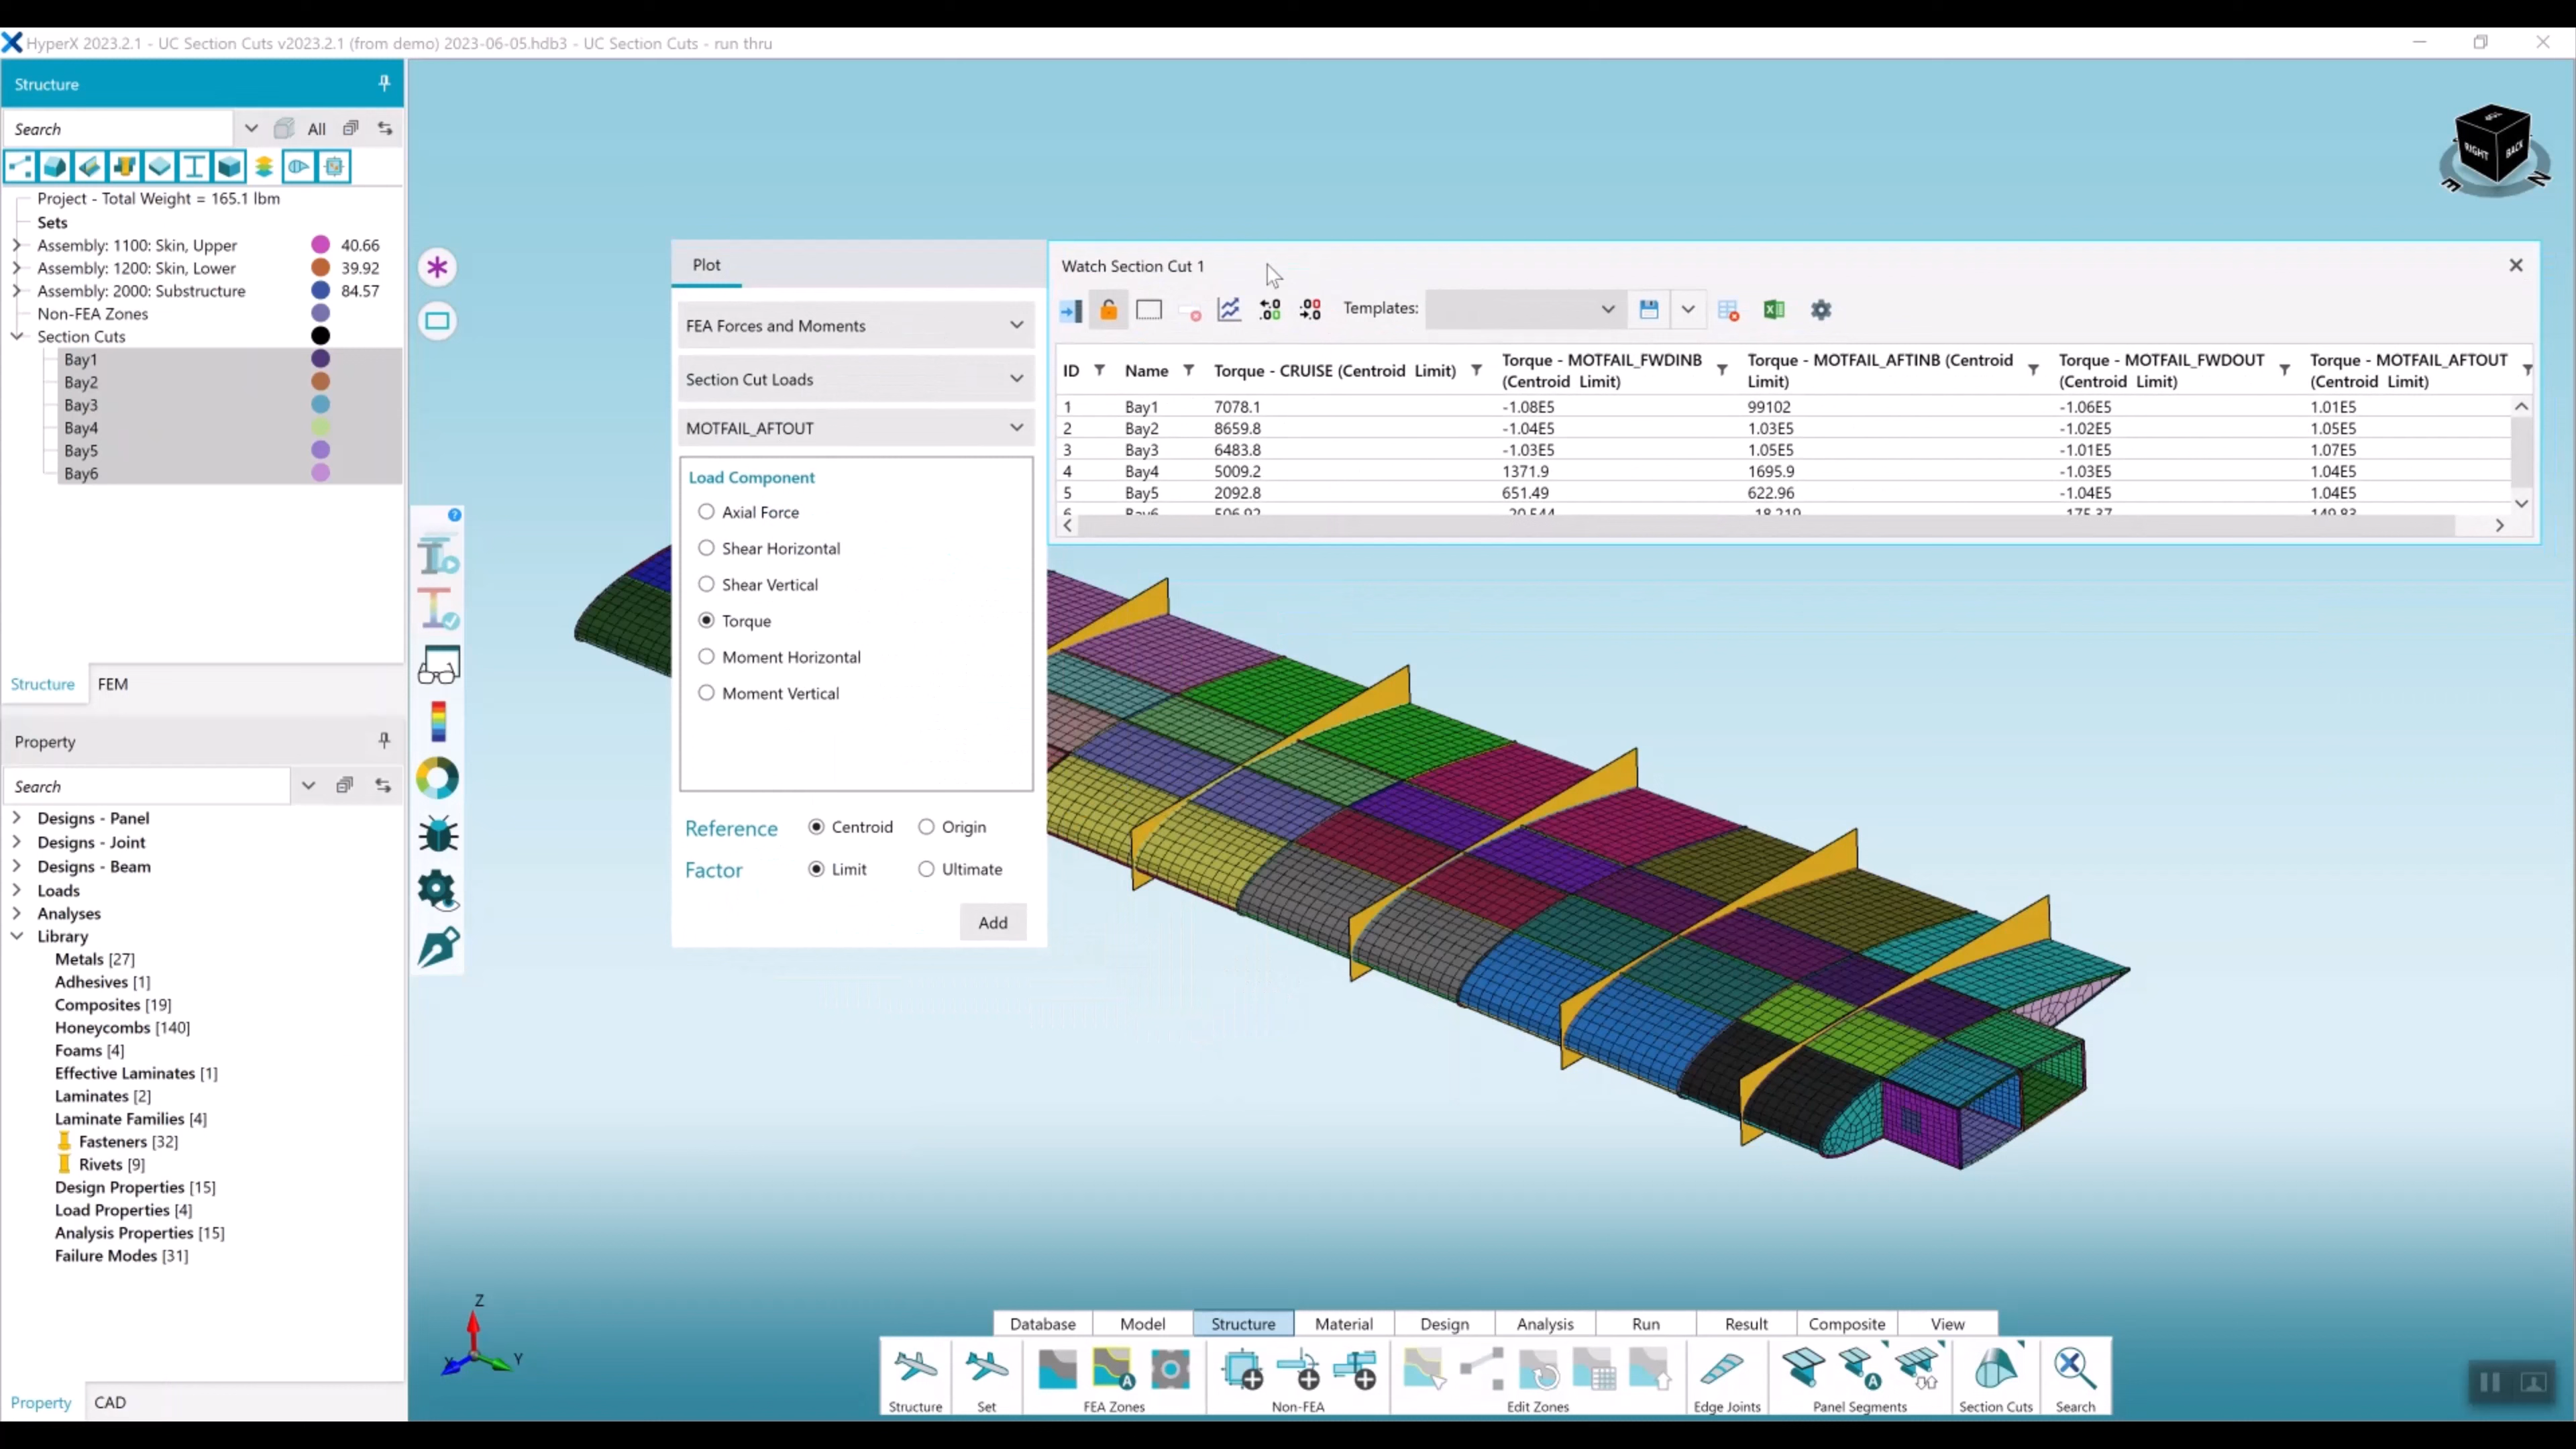 HyperX 2023.2.1 - UC Section Cuts v2023.2.1 (from demo) 2023-06-05.hdb3 - UC Section Cuts - run thru
Structure
Search
All
Project - Total Weight = 165.1 lbm
Sets
Assembly: 1100: Skin, Upper 40.66
Assembly: 1200: Skin, Lower 39.92
Assembly: 2000: Substructure 84.57
Non-FEA Zones
Section Cuts
Bay1
Bay2
Bay3
Bay4
Bay5
Bay6
Structure FEM
Property
Search
Designs - Panel
Designs - Joint
Designs - Beam
Loads
Analyses
Library
Metals [27]
Adhesives [1]
Composites [19]
Honeycombs [140]
Foams [4]
Effective Laminates [1]
Laminates [2]
Laminate Families [4]
Fasteners [32]
Rivets [9]
Design Properties [15]
Load Properties [4]
Analysis Properties [15]
Failure Modes [31]
Property CAD
Plot
FEA Forces and Moments
Section Cut Loads
MOTFAIL_AFTOUT
Load Component
Axial Force
Shear Horizontal
Shear Vertical
Torque
Moment Horizontal
Moment Vertical
Reference Centroid Origin
Factor Limit Ultimate
Add
Watch Section Cut 1
Templates:
ID Name Torque - CRUISE (Centroid Limit) Torque - MOTFAIL_FWDINB (Centroid Limit) Torque - MOTFAIL_AFTINB (Centroid Limit) Torque - MOTFAIL_FWDOUT (Centroid Limit) Torque - MOTFAIL_AFTOUT (Centroid Limit)
1 Bay1 7078.1 -1.08E5 99102 -1.06E5 1.01E5
2 Bay2 8659.8 -1.04E5 1.03E5 -1.02E5 1.05E5
3 Bay3 6483.8 -1.03E5 1.05E5 -1.01E5 1.07E5
4 Bay4 5009.2 1371.9 1695.9 -1.03E5 1.04E5
5 Bay5 2092.8 651.49 622.96 -1.04E5 1.04E5
RIGHT BACK
E N
Z
Y
Database Model Structure Material Design Analysis Run Result Composite View
Structure Set FEA Zones Non-FEA Edit Zones Edge Joints Panel Segments Section Cuts Search